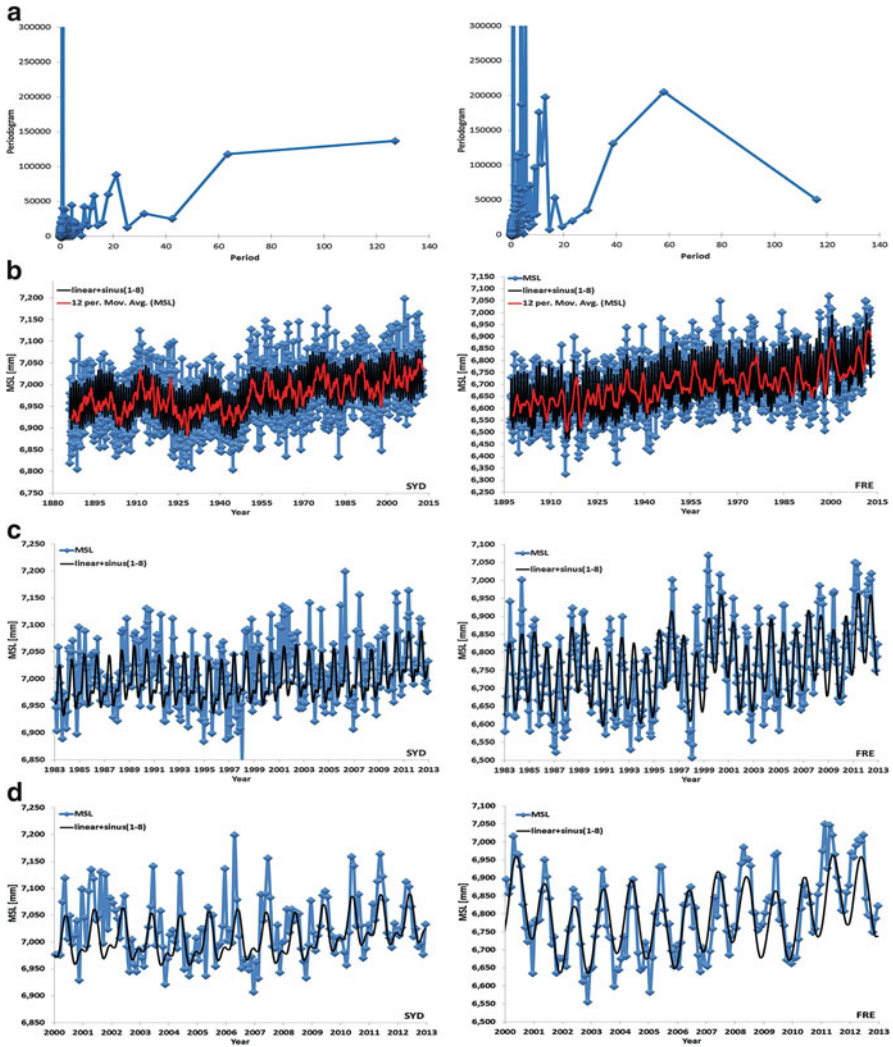 a
300000
250000
200000
150000
100000
50000
0
Periodogram
0 20 40 60 80 100 120 140
Period
300000
250000
200000
150000
100000
50000
0
Periodogram
0 20 40 60 80 100 120 140
Period
b
7,200
7,150
7,100
7,050
7,000
6,950
6,900
6,850
6,800
6,750
MSL [mm]
linear+sinus(1-8)
12 per. Mov. Avg. (MSL)
SYD
1880 1910 1940 1955 1970 1985 2000 2015
Year
7,150
7,100
7,050
7,000
6,950
6,900
6,850
6,800
6,750
6,700
6,650
6,600
6,550
6,500
6,450
6,400
6,350
6,300
6,250
MSL [mm]
MSL
linear+sinus(1-8)
12 per. Mov. Avg. (MSL)
FRE
1895 1910 1925 1940 1955 1970 1985 2000 2015
Year
c
7,250
7,200
7,150
7,100
7,050
7,000
6,950
6,900
6,850
MSL [mm]
MSL
linear+sinus(1-8)
SYD
1983 1985 1987 1989 1991 1993 1995 1997 1999 2001 2003 2005 2007 2009 2011 2013
Year
7,100
7,050
7,000
6,950
6,900
6,850
6,800
6,750
6,700
6,650
6,600
6,550
6,500
MSL [mm]
MSL
linear+sinus(1-8)
FRE
1983 1985 1987 1989 1991 1993 1995 1997 1999 2001 2003 2005 2007 2009 2011 2013
Year
d
7,250
7,200
7,150
7,100
7,050
7,000
6,950
6,900
6,850
MSL [mm]
MSL
linear+sinus(1-8)
SYD
2000 2001 2002 2003 2004 2005 2006 2007 2008 2009 2010 2011 2012 2013
Year
7,100
7,050
7,000
6,950
6,900
6,850
6,800
6,750
6,700
6,650
6,600
6,550
6,500
MSL [mm]
MSL
linear+sinus(1-8)
FRE
2000 2001 2002 2003 2004 2005 2006 2007 2008 2009 2010 2011 2012 2013
Year